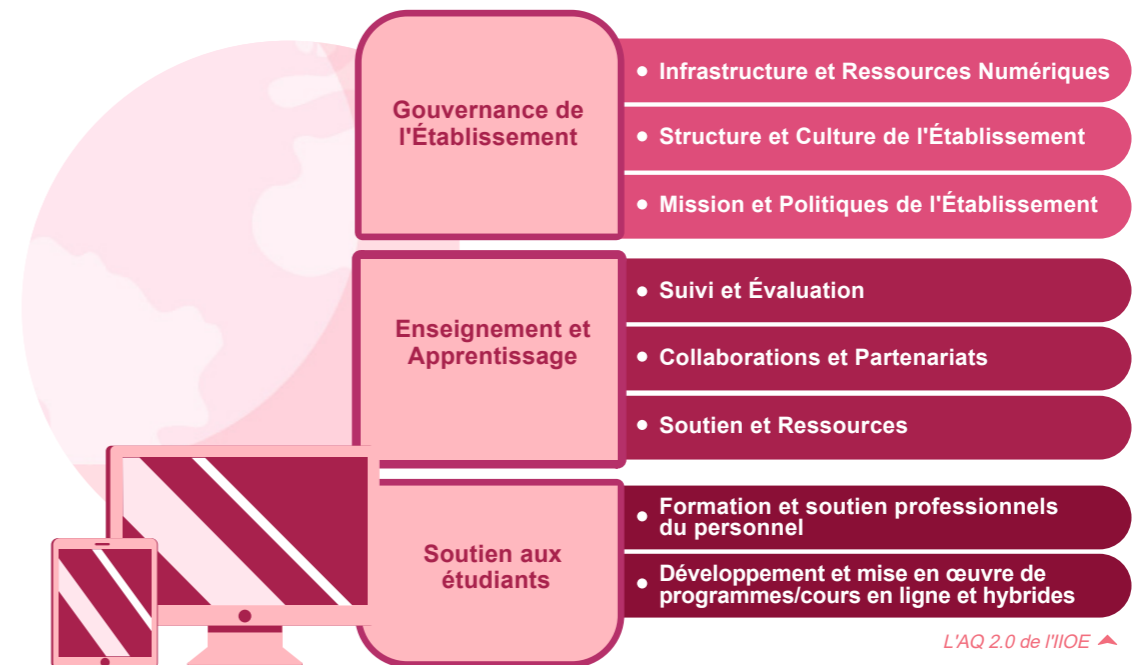 Gouvernance de
l'Établissement
• Infrastructure et Ressources Numériques
• Structure et Culture de l'Établissement
• Mission et Politiques de l'Établissement
Enseignement et
Apprentissage
• Suivi et Évaluation
• Collaborations et Partenariats
• Soutien et Ressources
Soutien aux
étudiants
• Formation et soutien professionnels
du personnel
• Développement et mise en œuvre de
programmes/cours en ligne et hybrides
L'AQ 2.0 de l'IIOE